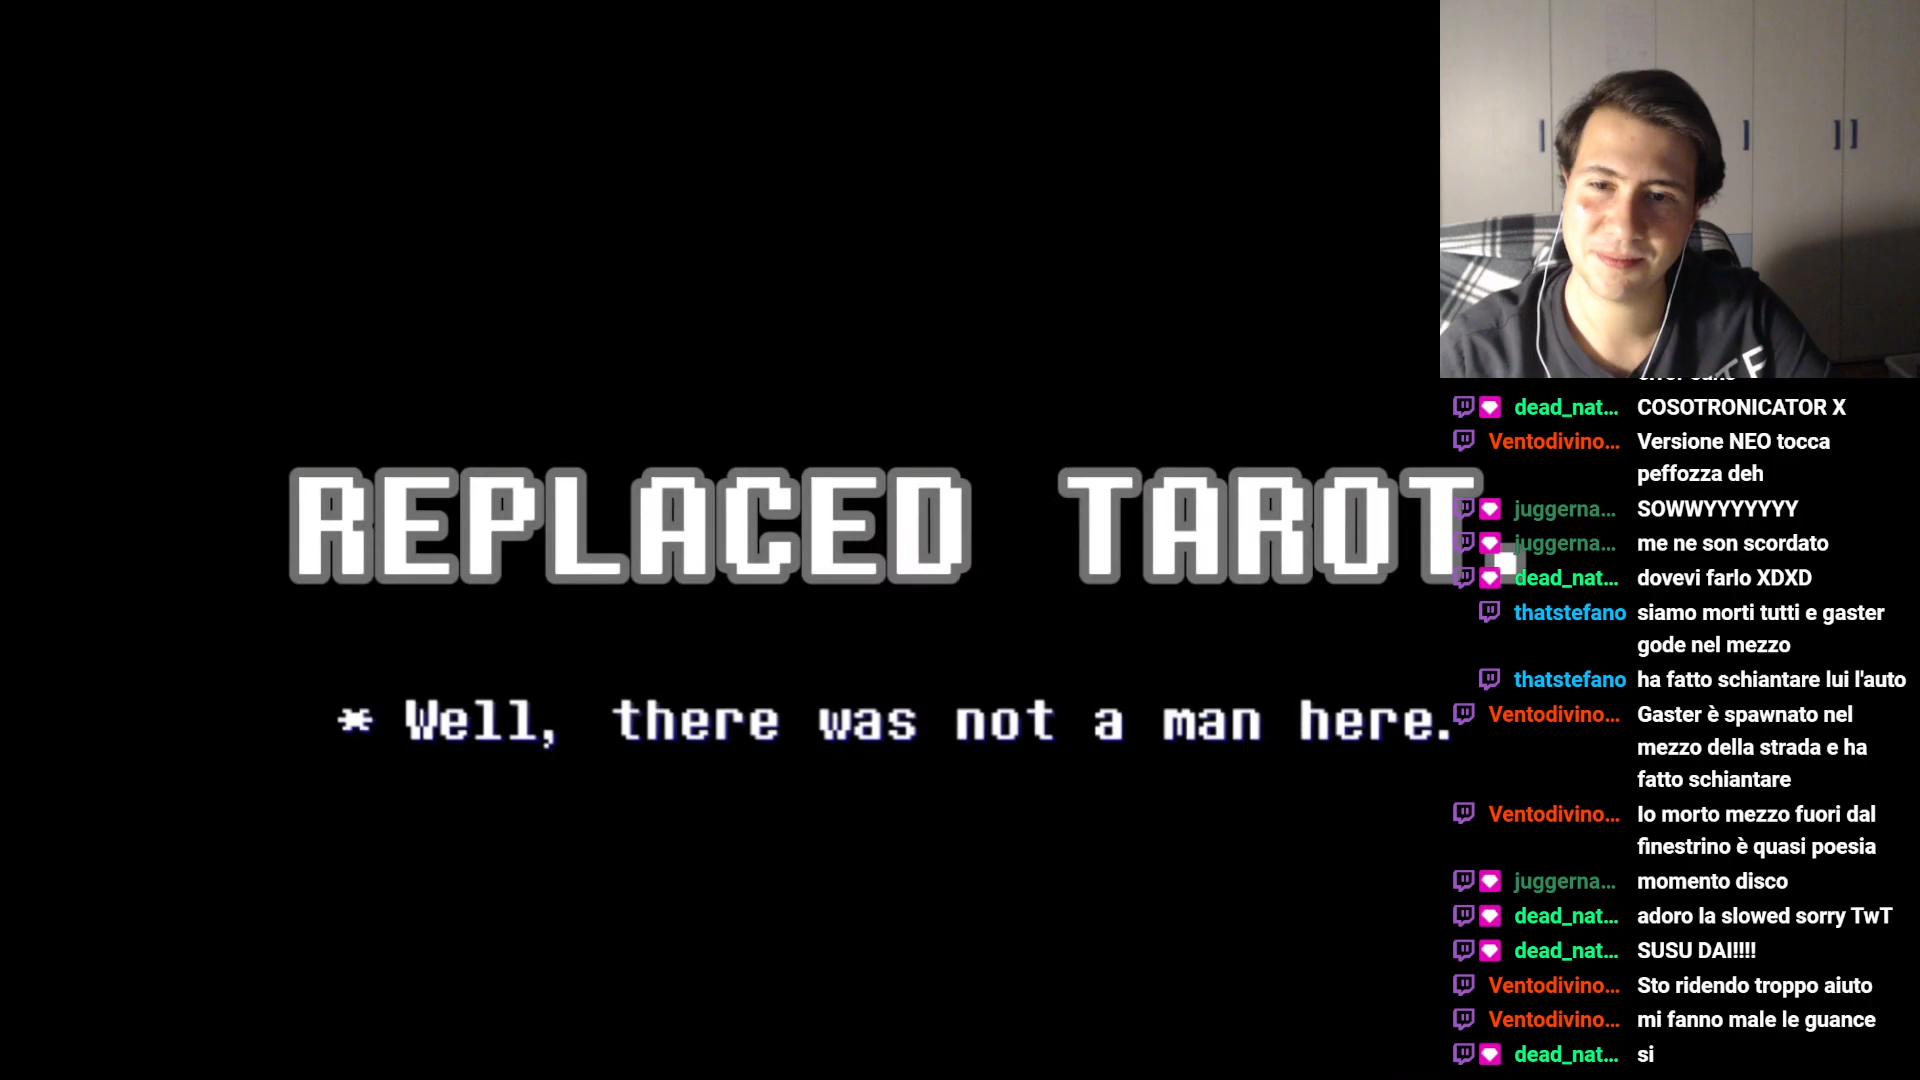 REPLACED TAROT.
* Well, there was not a man here.
TE
dead_nat... COSOTRONICATOR X
Ventodivino... Versione NEO tocca
peffozza deh
juggerna... SOWWYYYYYYY
juggerna... me ne son scordato
dead_nat... dovevi farlo XDXD
thatstefano siamo morti tutti e gaster
gode nel mezzo
thatstefano ha fatto schiantare lui l'auto
Ventodivino... Gaster è spawnato nel
mezzo della strada e ha
fatto schiantare
Ventodivino... Io morto mezzo fuori dal
finestrino è quasi poesia
juggerna... momento disco
dead_nat... adoro la slowed sorry TwT
dead_nat... SUSU DAI!!!!
Ventodivino... Sto ridendo troppo aiuto
Ventodivino... mi fanno male le guance
dead_nat... si